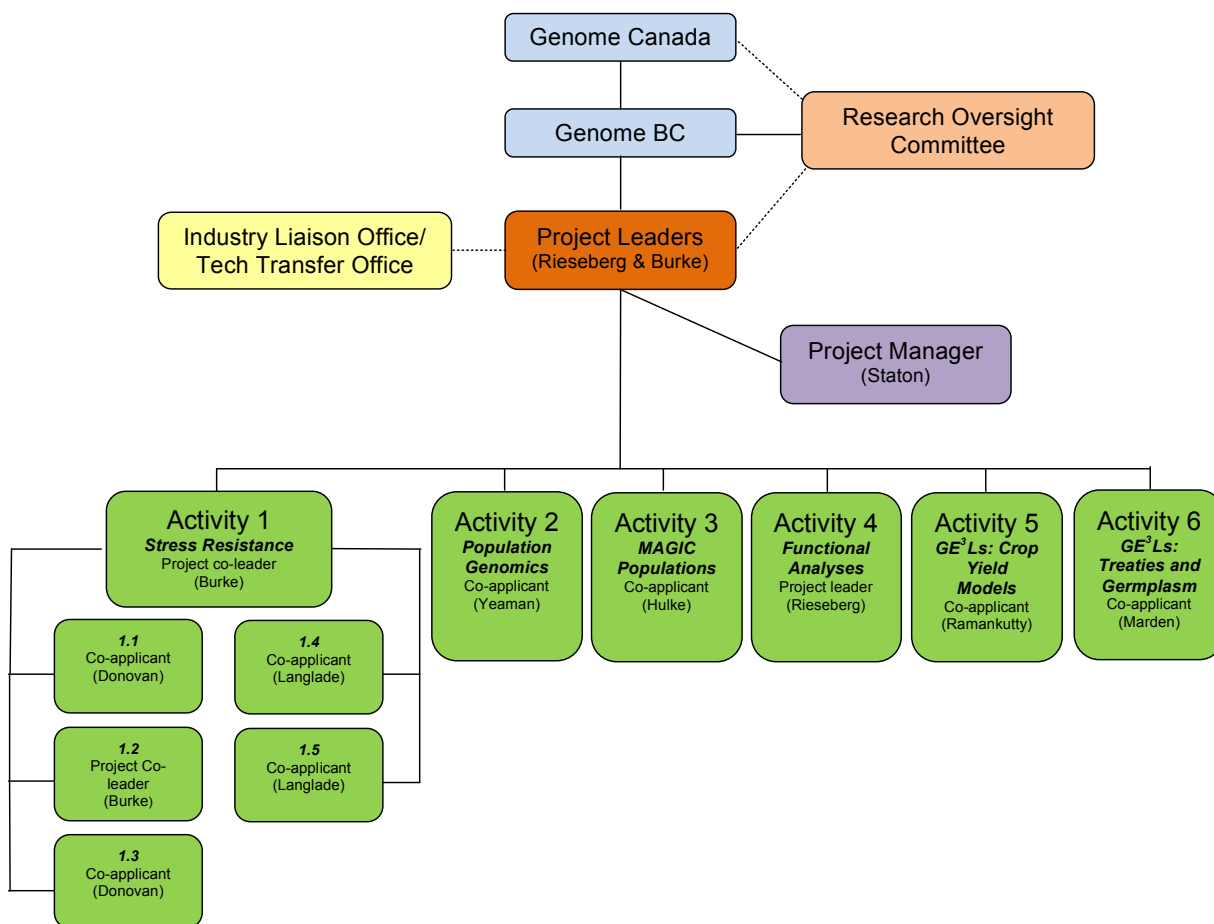 Genome Canada
Genome BC
Research Oversight
Committee
Industry Liaison Office/
Tech Transfer Office
Project Leaders
(Rieseberg & Burke)
Project Manager
(Staton)
Activity 1
Stress Resistance
Project co-leader
(Burke)
Activity 2
Population
Genomics
Co-applicant
(Yeaman)
Activity 3
MAGIC
Populations
Co-applicant
(Hulke)
Activity 4
Functional
Analyses
Project leader
(Rieseberg)
Activity 5
GE³Ls: Crop
Yield
Models
Co-applicant
(Ramankutty)
Activity 6
GE³Ls:
Treaties and
Germplasm
Co-applicant
(Marden)
1.1
Co-applicant
(Donovan)
1.2
Project Co-
leader
(Burke)
1.3
Co-applicant
(Donovan)
1.4
Co-applicant
(Langlade)
1.5
Co-applicant
(Langlade)